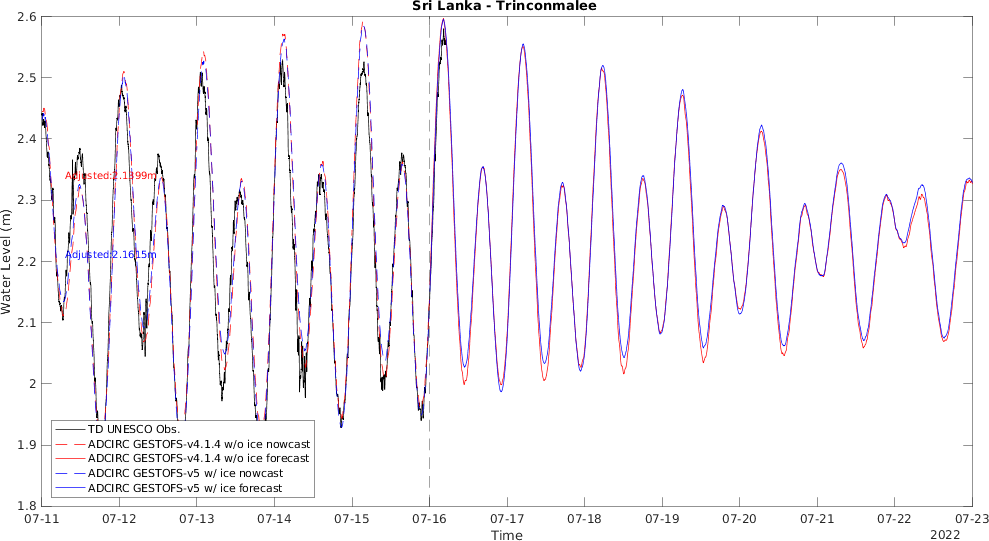 Sri Lanka - Trinconmalee
2.6
2.5
2.4
2.3
2.2
2.1
2
1.9
1.8
Water Level (m)
Adjusted:2.1399m
Adjusted:2.1615m
TD UNESCO Obs.
ADCIRC GESTOFS-v4.1.4 w/o ice nowcast
ADCIRC GESTOFS-v4.1.4 w/o ice forecast
ADCIRC GESTOFS-v5 w/ ice nowcast
ADCIRC GESTOFS-v5 w/ ice forecast
07-11 07-12 07-13 07-14 07-15 07-16 07-17 07-18 07-19 07-20 07-21 07-22 07-23
Time
2022